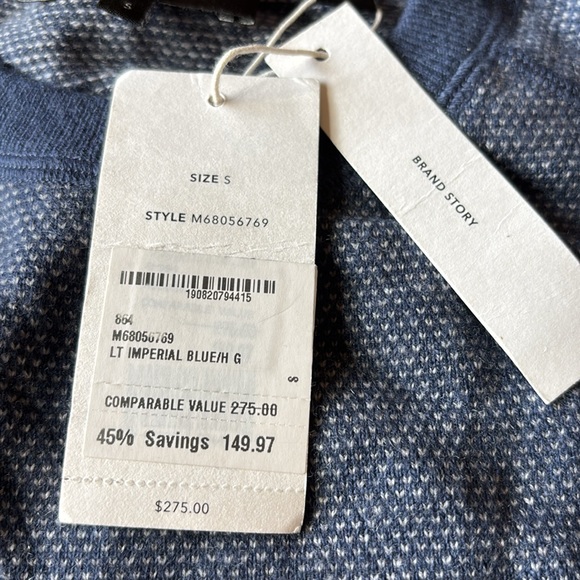 SIZE S
STYLE M68056769
190820794415
864
M68056769
LT IMPERIAL BLUE/H G
S
COMPARABLE VALUE 275.00
45% Savings 149.97
$275.00
BRAND STORY